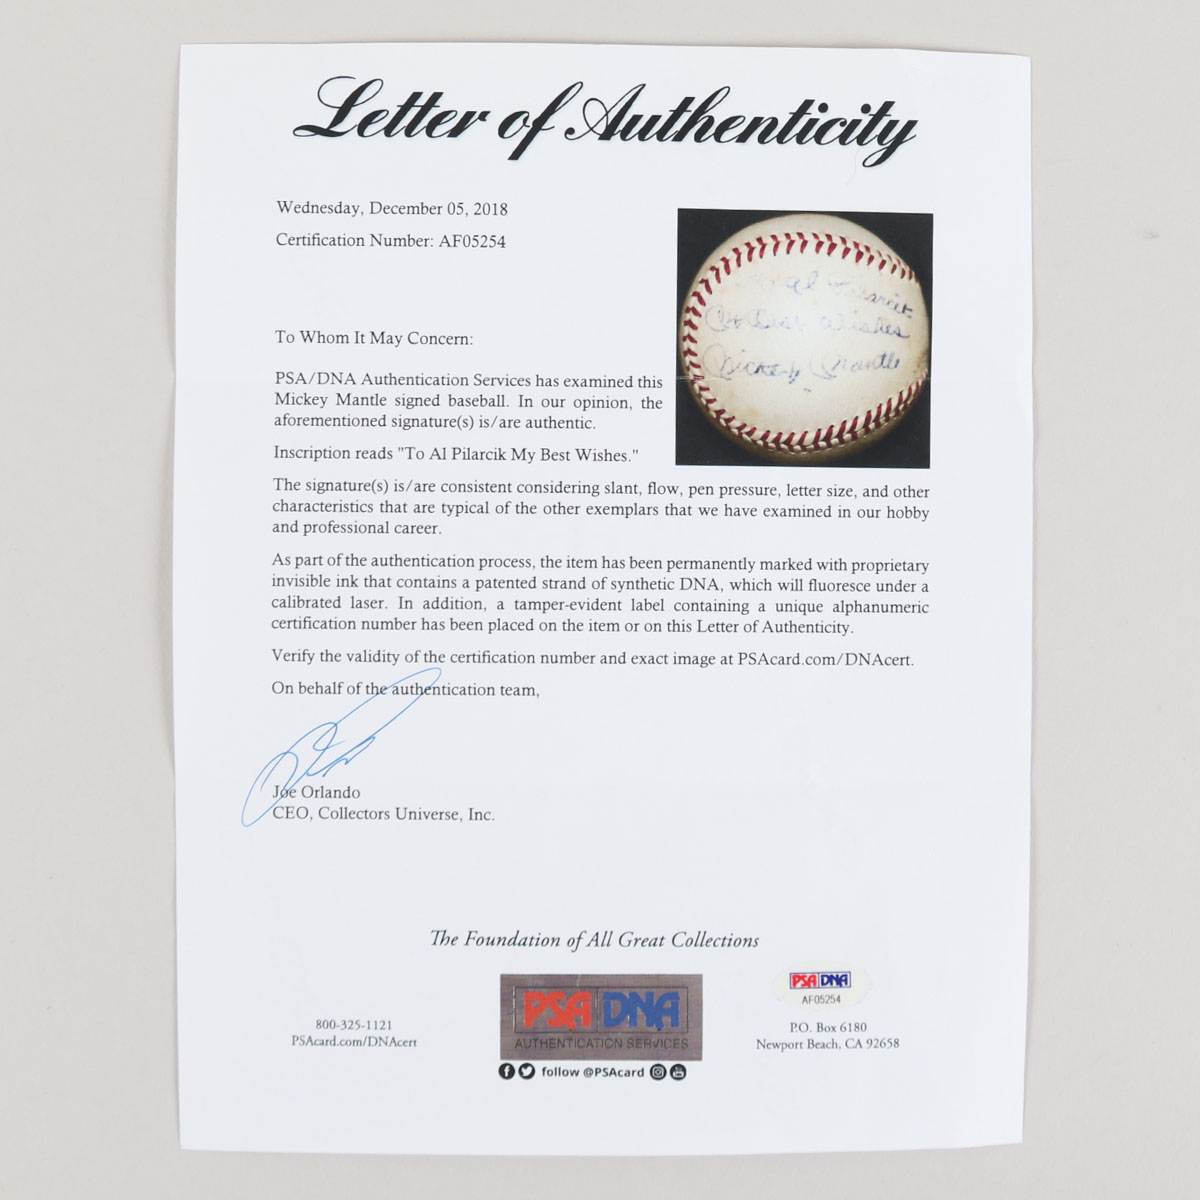 Letter of Authenticity
Wednesday, December 05, 2018
Certification Number: AF05254
To Al Pilarcik
My Best Wishes
Mickey Mantle
To Whom It May Concern:
PSA/DNA Authentication Services has examined this
Mickey Mantle signed baseball. In our opinion, the
aforementioned signature(s) is/are authentic.
Inscription reads "To Al Pilarcik My Best Wishes."
The signature(s) is/are consistent considering slant, flow, pen pressure, letter size, and other
characteristics that are typical of the other exemplars that we have examined in our hobby
and professional career.
As part of the authentication process, the item has been permanently marked with proprietary
invisible ink that contains a patented strand of synthetic DNA, which will fluoresce under a
calibrated laser. In addition, a tamper-evident label containing a unique alphanumeric
certification number has been placed on the item or on this Letter of Authenticity.
Verify the validity of the certification number and exact image at PSAcard.com/DNAcert.
On behalf of the authentication team,
Joe Orlando
CEO, Collectors Universe, Inc.
The Foundation of All Great Collections
800-325-1121
PSAcard.com/DNAcert
PSA DNA
AUTHENTICATION SERVICES
follow @PSAcard
PSA DNA
AF05254
P.O. Box 6180
Newport Beach, CA 92658